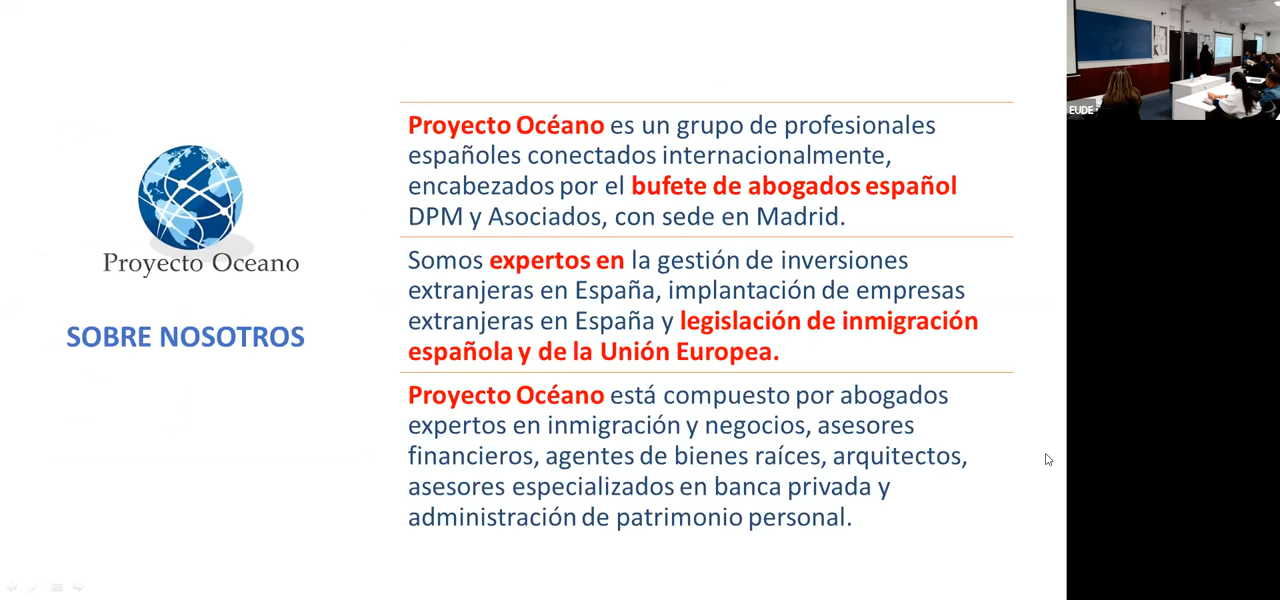 Proyecto Océano es un grupo de profesionales
españoles conectados internacionalmente,
encabezados por el bufete de abogados español
DPM y Asociados, con sede en Madrid.
Somos expertos en la gestión de inversiones
extranjeras en España, implantación de empresas
extranjeras en España y legislación de inmigración
española y de la Unión Europea.
Proyecto Océano está compuesto por abogados
expertos en inmigración y negocios, asesores
financieros, agentes de bienes raíces, arquitectos,
asesores especializados en banca privada y
administración de patrimonio personal.
Proyecto Oceano
SOBRE NOSOTROS
EUDE